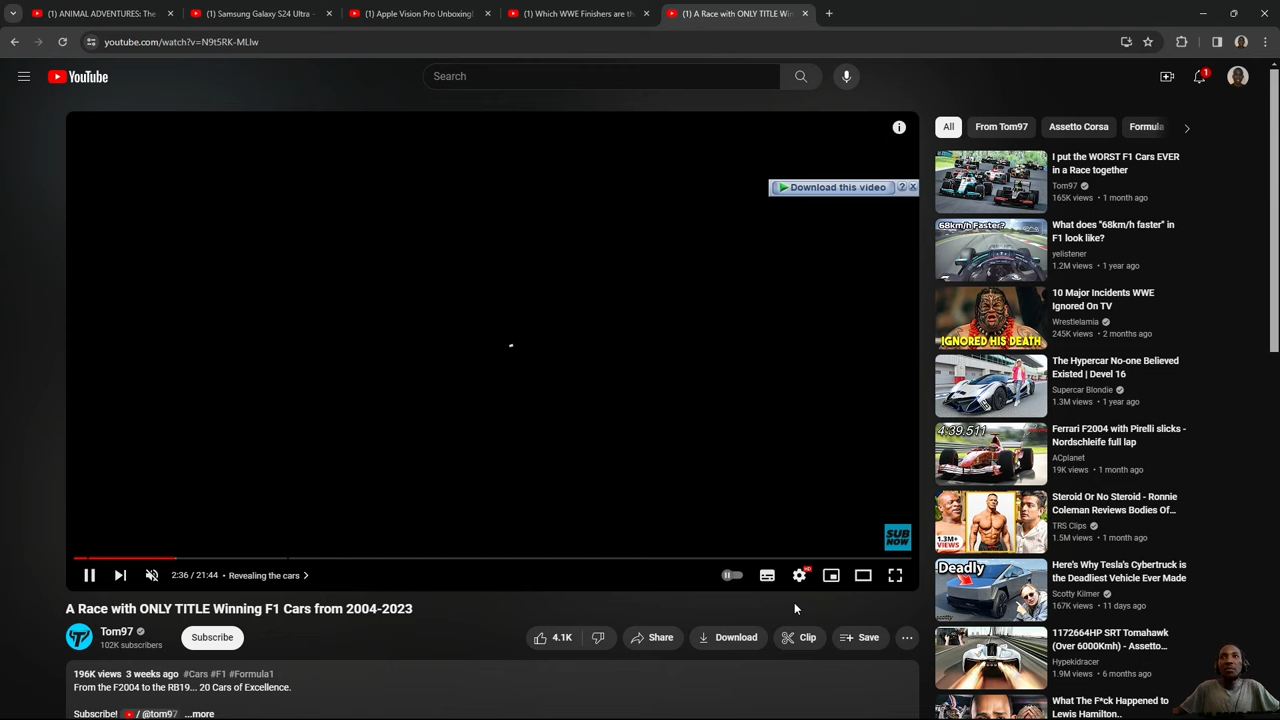 (1) ANIMAL ADVENTURES: The
(1) Samsung Galaxy S24 Ultra -
(1) Apple Vision Pro Unboxing!
(1) Which WWE Finishers are th
(1) A Race with ONLY TITLE Win
youtube.com/watch?v=N9t5RK-MLlw
YouTube
Search
1
Download this video
?
SUB
NOW
2:36 / 21:44 • Revealing the cars
HD
A Race with ONLY TITLE Winning F1 Cars from 2004-2023
Tom97
102K subscribers
Subscribe
4.1K
Share
Download
Clip
Save
196K views 3 weeks ago #Cars #F1 #Formula1
From the F2004 to the RB19... 20 Cars of Excellence.
Subscribe! / @tom97 ...more
All
From Tom97
Assetto Corsa
Formula
I put the WORST F1 Cars EVER
in a Race together
Tom97
165K views • 1 month ago
68km/h Faster?
What does "68km/h faster" in
F1 look like?
yelistener
1.2M views • 1 year ago
IGNORED HIS DEATH
10 Major Incidents WWE
Ignored On TV
Wrestlelamia
245K views • 2 months ago
The Hypercar No-one Believed
Existed | Devel 16
Supercar Blondie
1.3M views • 1 year ago
4:39.511
Ferrari F2004 with Pirelli slicks -
Nordschleife full lap
ACplanet
19K views • 1 month ago
1.3M+
VIEWS
Steroid Or No Steroid - Ronnie
Coleman Reviews Bodies Of...
TRS Clips
1.5M views • 1 month ago
Deadly
Here's Why Tesla's Cybertruck is
the Deadliest Vehicle Ever Made
Scotty Kilmer
167K views • 11 days ago
1172664HP SRT Tomahawk
(Over 6000Kmh) - Assetto...
Hypekidracer
1.9M views • 6 months ago
What The F*ck Happened to
Lewis Hamilton..